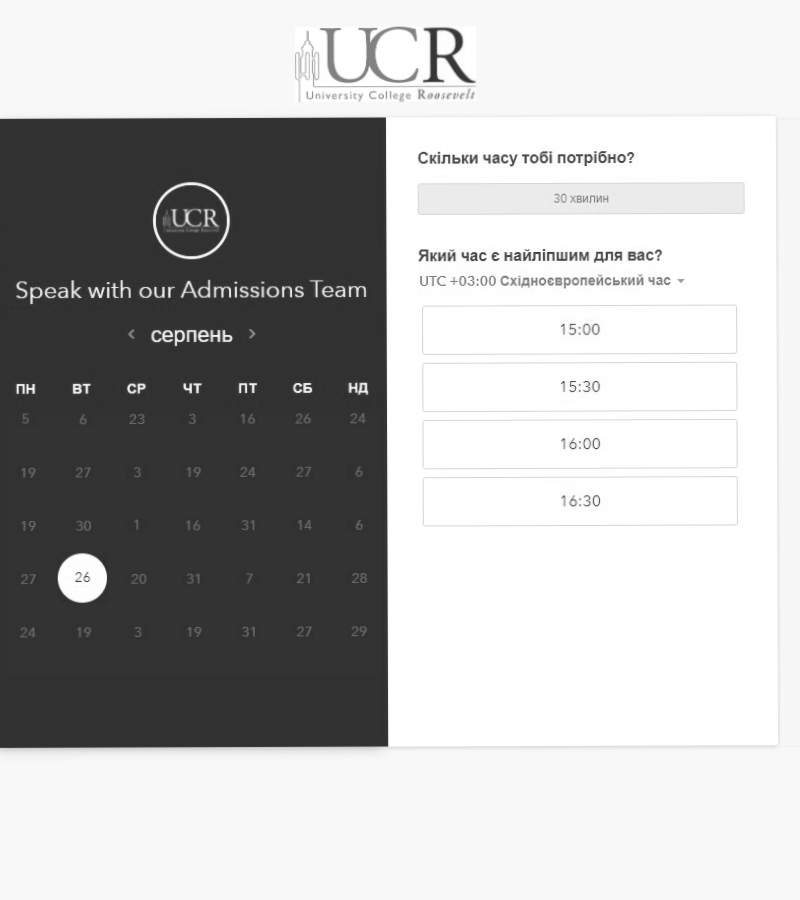 UCR
University College Roosevelt
UCR
Speak with our Admissions Team
серпень
ПН ВТ СР ЧТ ПТ СБ НД
5 6 23 3 16 26 24
19 27 3 19 24 27 6
19 30 1 16 31 14 6
27 26 20 31 7 21 28
24 19 3 19 31 27 29
Скільки часу тобі потрібно?
30 хвилин
Який час є найліпшим для вас?
UTC +03:00 Східноєвропейський час
15:00
15:30
16:00
16:30